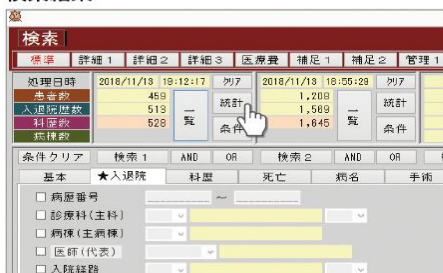 検索
標準 詳細1 詳細2 詳細3 医療費 補足1 補足2 管理1
処理日時 2018/11/13 19:12:17 クリア 2018/11/13 18:55:29 クリア
患者数 459 一覧 統計 1,208 一覧 統計
入退院歴数 513 1,589
科歴数 528 条件 1,645 条件
病棟数
条件クリア 検索1 AND OR 検索2 AND OR
基本 ★入退院 科歴 死亡 病名 手術
病歴番号 ～
診療科(主科)
病棟(主病棟)
医師(代表)
入院経路